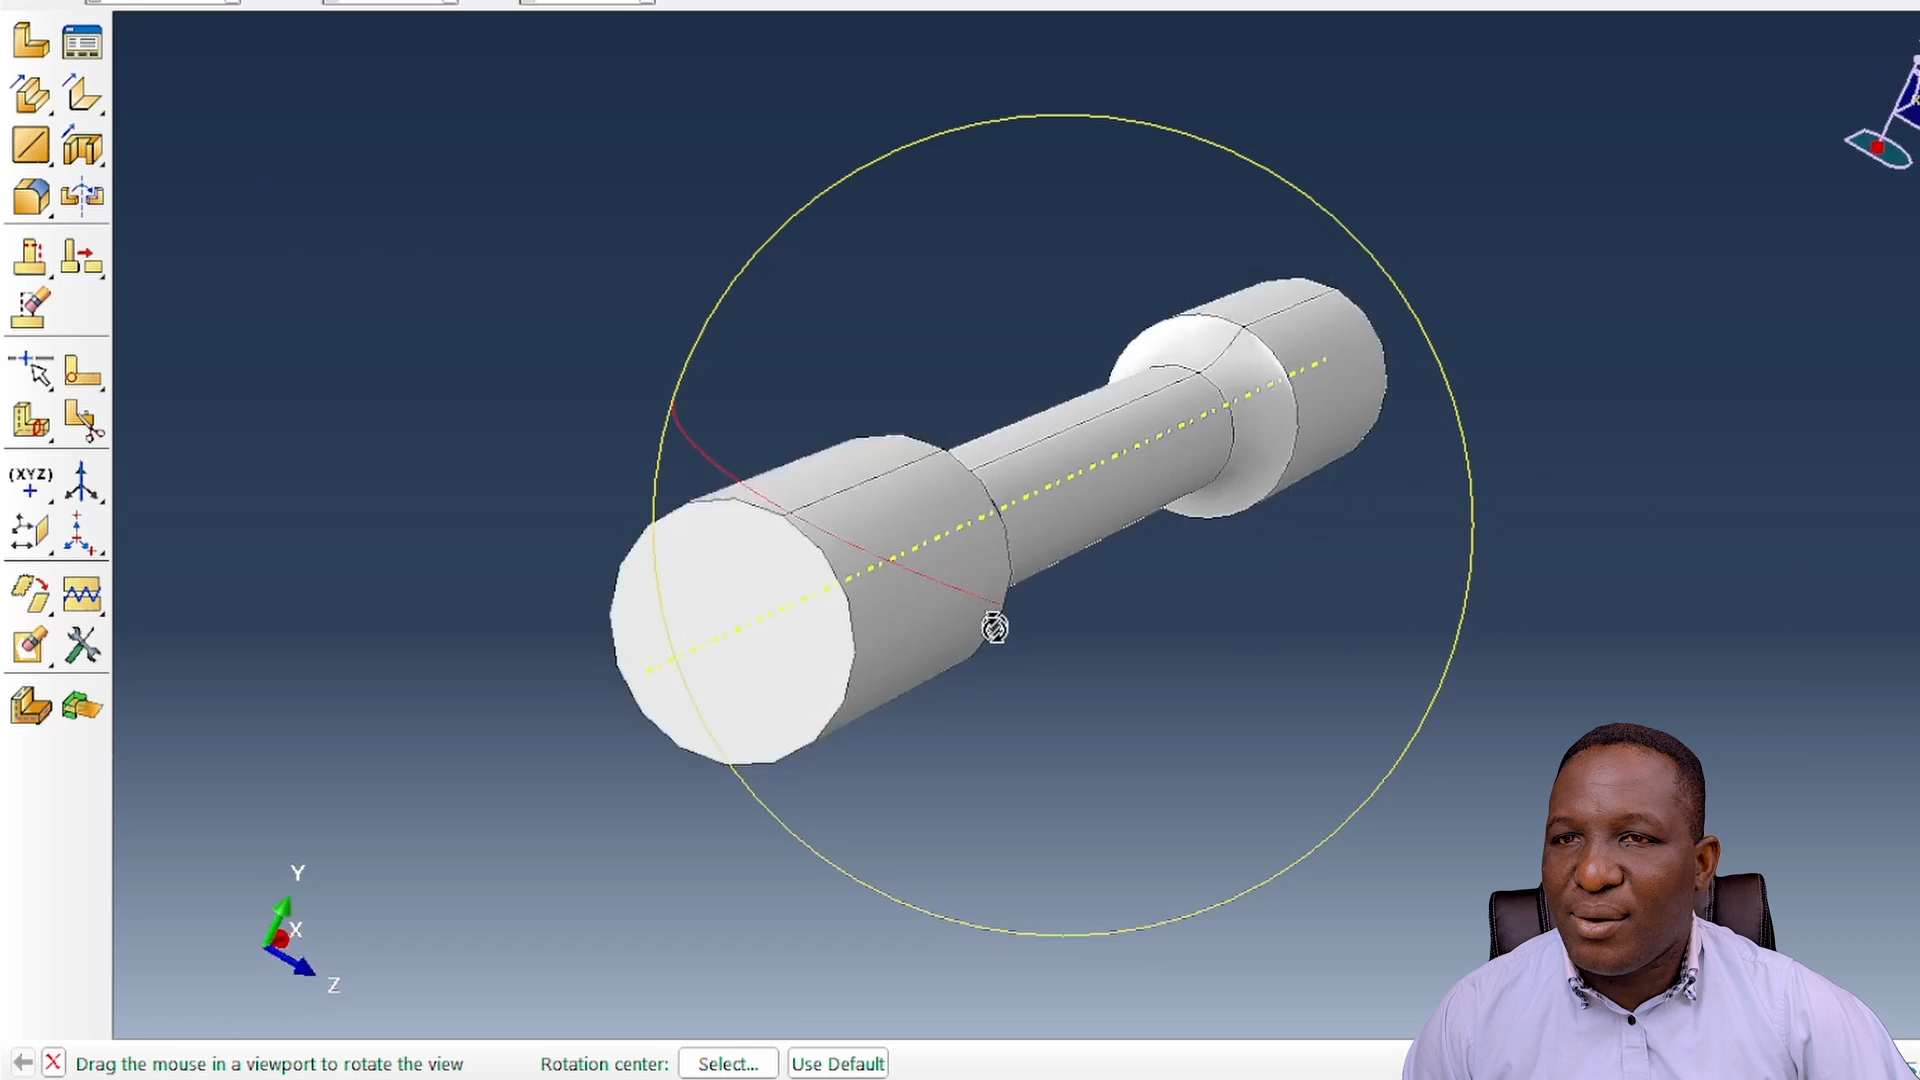 (XYZ)
Y
X
Z
Drag the mouse in a viewport to rotate the view
Rotation center:
Select...
Use Default